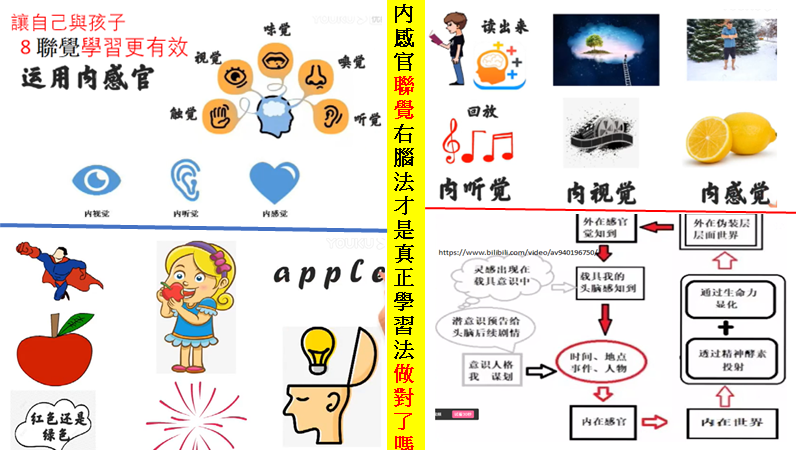 讓自己與孩子
8 聯覺學習更有效
运用内感官
味觉
视觉
嗅觉
触觉
听觉
内视觉
内听觉
内感觉
apple
红色还是
绿色
内感官聯覺右腦法才是真正學習法做對了嗎
读出来
回放
内听觉
内视觉
内感觉
外在感官
觉知到
外在伪装层
层面世界
https://www.bilibili.com/video/av940196750/
灵感出现在
载具意识中
载具我的
头脑感知到
通过生命力
显化
+
透过精神酵素
投射
潜意识预告给
头脑后续剧情
意识人格
我 谋划
时间、地点
事件、人物
内在感官
内在世界